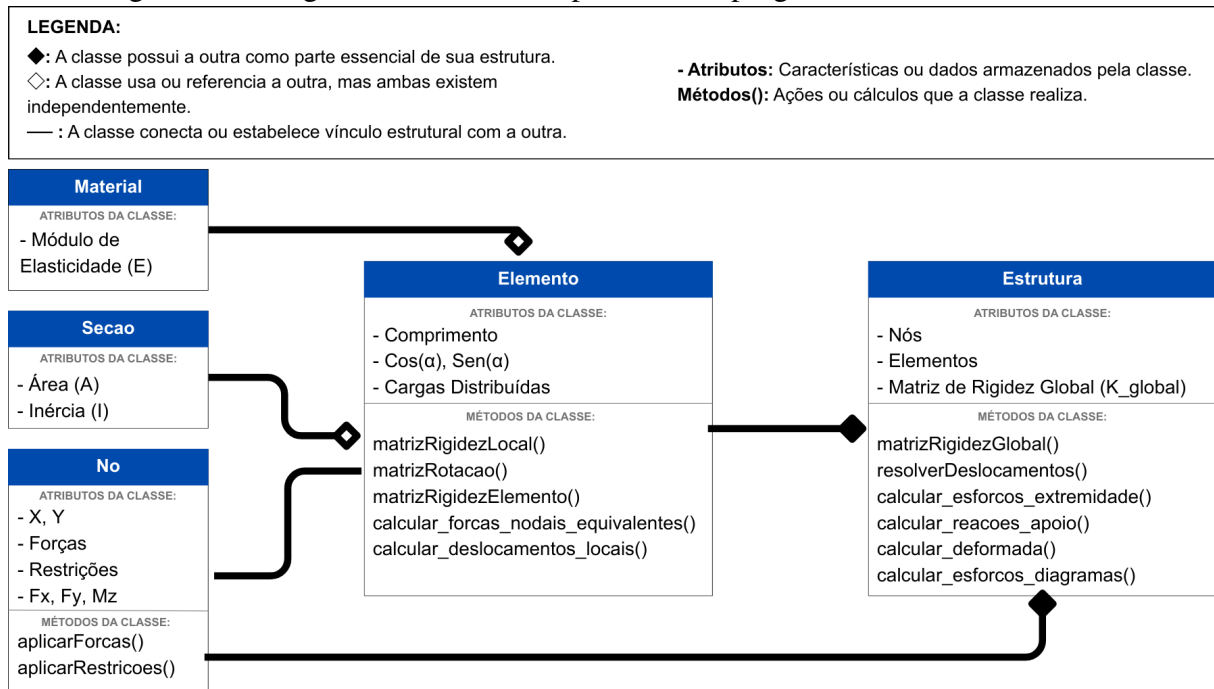 LEGENDA:
◆: A classe possui a outra como parte essencial de sua estrutura.
◇: A classe usa ou referencia a outra, mas ambas existem
independentemente.
— : A classe conecta ou estabelece vínculo estrutural com a outra.
- Atributos: Características ou dados armazenados pela classe.
Métodos(): Ações ou cálculos que a classe realiza.
Material
ATRIBUTOS DA CLASSE:
- Módulo de
Elasticidade (E)
Secao
ATRIBUTOS DA CLASSE:
- Área (A)
- Inércia (I)
No
ATRIBUTOS DA CLASSE:
- X, Y
- Forças
- Restrições
- Fx, Fy, Mz
MÉTODOS DA CLASSE:
aplicarForcas()
aplicarRestricoes()
Elemento
ATRIBUTOS DA CLASSE:
- Comprimento
- Cos(α), Sen(α)
- Cargas Distribuídas
MÉTODOS DA CLASSE:
matrizRigidezLocal()
matrizRotacao()
matrizRigidezElemento()
calcular_forcas_nodais_equivalentes()
calcular_deslocamentos_locais()
Estrutura
ATRIBUTOS DA CLASSE:
- Nós
- Elementos
- Matriz de Rigidez Global (K_global)
MÉTODOS DA CLASSE:
matrizRigidezGlobal()
resolverDeslocamentos()
calcular_esforcos_extremidade()
calcular_reacoes_apoio()
calcular_deformada()
calcular_esforcos_diagramas()